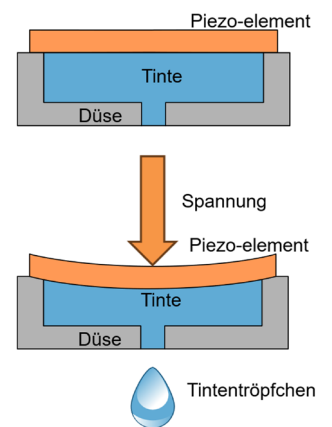 Piezo-element
Tinte
Düse
Spannung
Piezo-element
Tinte
Düse
Tintentröpfchen